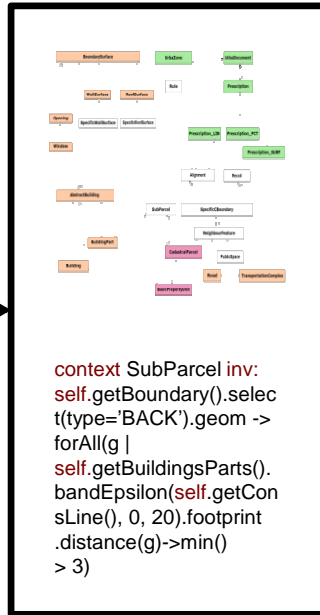 BoundarySurface
UrbaZone
UrbaDocument
Rule
Prescription
WallSurface
RoofSurface
Opening
SpecificWallSurface
Window
Prescription_LIN
Prescription_PCT
Prescription_SURF
Alignment
Recoil
AbstractBuilding
SubParcel
SpecificCBoundary
BuildingPart
NeighbourFeature
CadastralParcel
PublicSpace
Building
Road
TransportationComplex
BasicPropertyUnit
context SubParcel inv:
self.getBoundary().selec
t(type='BACK').geom ->
forAll(g |
self.getBuildingsParts().
bandEpsilon(self.getCon
sLine(), 0, 20).footprint
.distance(g)->min()
> 3)